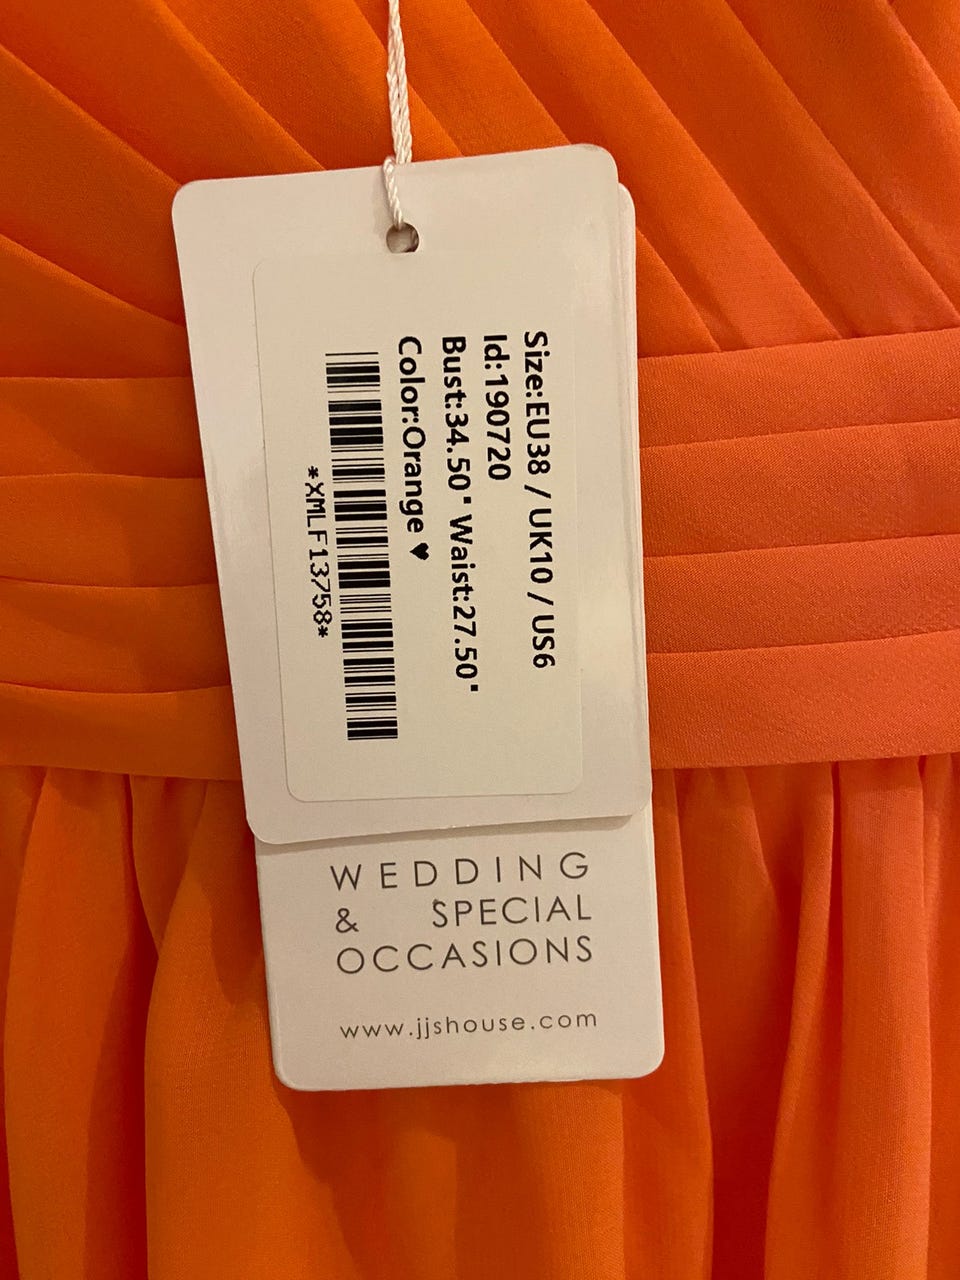 Size:EU38 / UK10 / US6
Id:190720
Bust:34.50" Waist:27.50"
Color:Orange ♥
*XMLF13758*
WEDDING
& SPECIAL
OCCASIONS
www.jjshouse.com